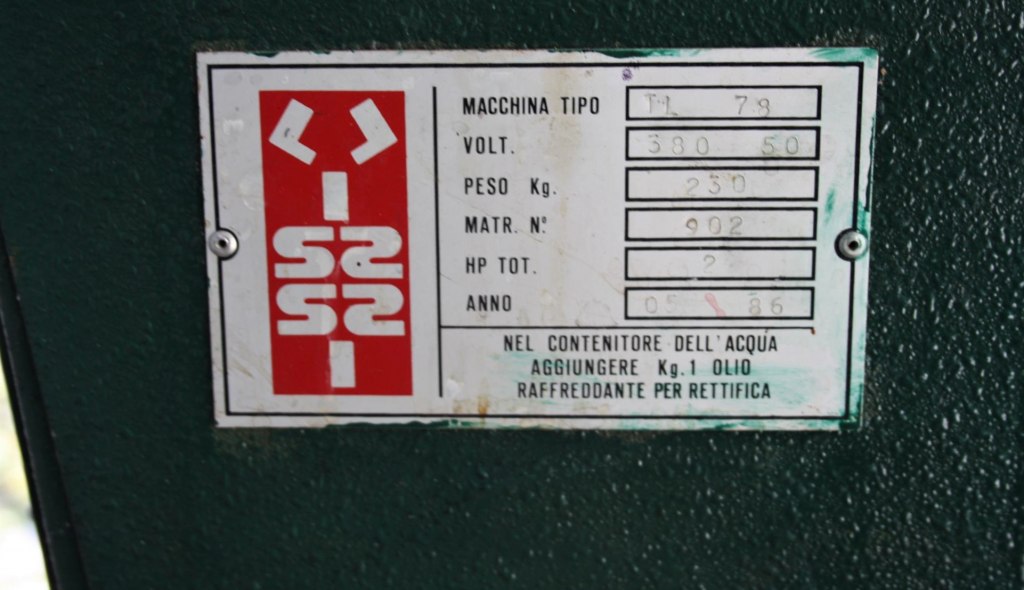 MACCHINA TIPO TL 78
VOLT. 380 50
PESO Kg. 230
MATR. N° 902
HP TOT. 2
ANNO 05 86
NEL CONTENITORE DELL'ACQUA
AGGIUNGERE Kg.1 OLIO
RAFFREDDANTE PER RETTIFICA